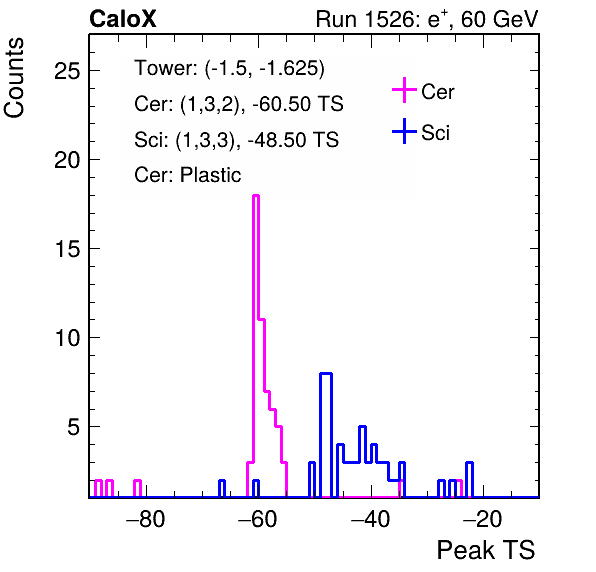 CaloX Run 1526: e⁺, 60 GeV
Counts
Tower: (-1.5, -1.625)
Cer: (1,3,2), -60.50 TS
Sci: (1,3,3), -48.50 TS
Cer: Plastic
Cer
Sci
25
20
15
10
5
−80 −60 −40 −20
Peak TS